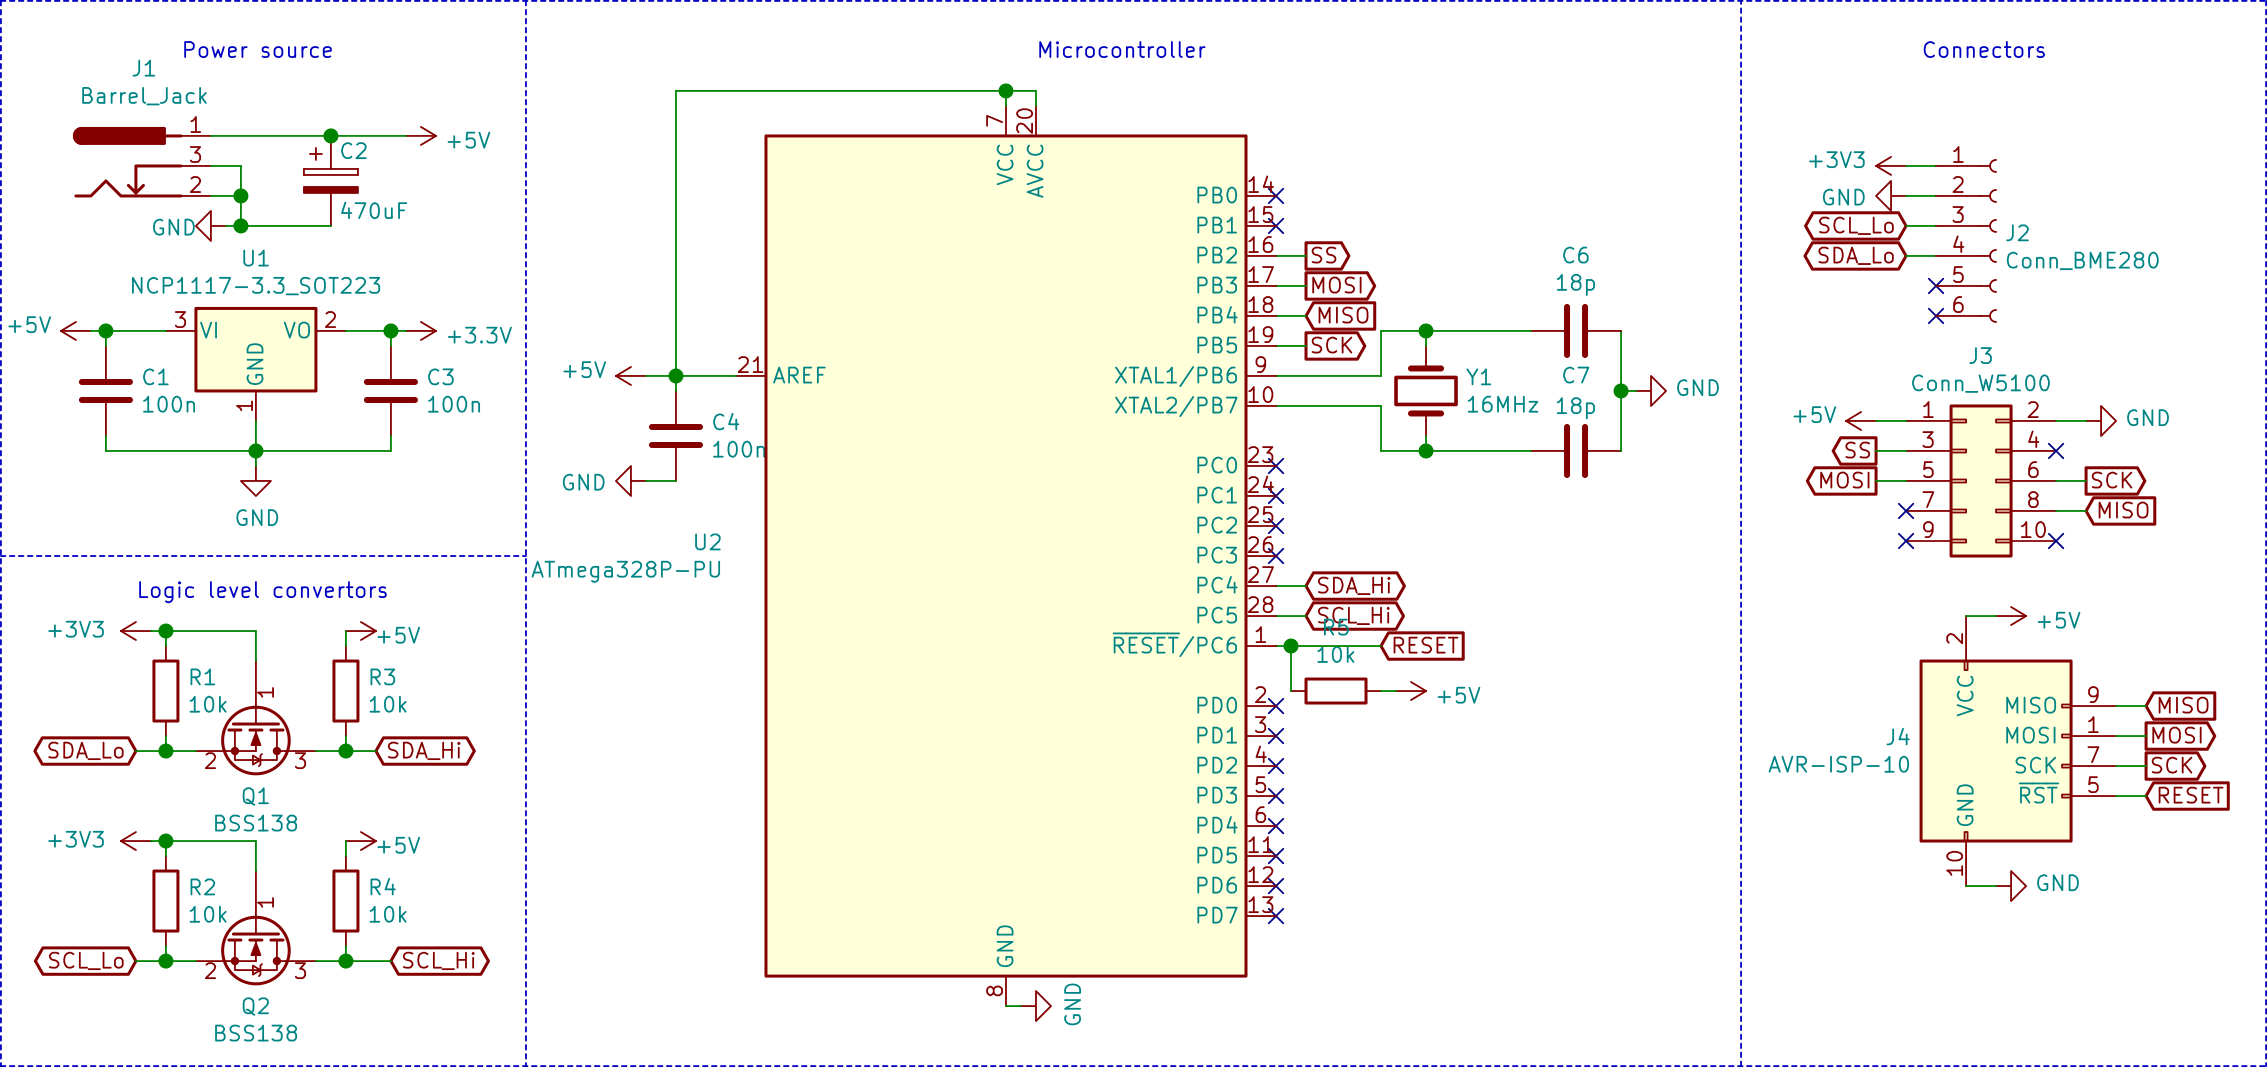 Power source
J1
Barrel_Jack
1
+5V
3
+
C2
2
470uF
GND
U1
NCP1117-3.3_SOT223
+5V
3
VI
VO
2
+3.3V
GND
1
C1
100n
C3
100n
GND
Logic level convertors
+3V3
+5V
R1
10k
R3
10k
1
SDA_Lo
2
3
SDA_Hi
Q1
BSS138
+3V3
+5V
R2
10k
R4
10k
1
SCL_Lo
2
3
SCL_Hi
Q2
BSS138
Microcontroller
7
20
VCC
AVCC
+5V
21
AREF
C4
100n
GND
U2
ATmega328P-PU
PB0
14
PB1
15
PB2
16
SS
PB3
17
MOSI
PB4
18
MISO
PB5
19
SCK
XTAL1/PB6
9
XTAL2/PB7
10
C6
18p
Y1
16MHz
C7
18p
GND
PC0
23
PC1
24
PC2
25
PC3
26
PC4
27
SDA_Hi
PC5
28
SCL_Hi
RESET/PC6
1
R5
10k
RESET
+5V
PD0
2
PD1
3
PD2
4
PD3
5
PD4
6
PD5
11
PD6
12
PD7
13
GND
8
GND
Connectors
+3V3
1
GND
2
SCL_Lo
3
SDA_Lo
4
5
6
J2
Conn_BME280
J3
Conn_W5100
+5V
1
2
GND
SS
3
4
MOSI
5
6
SCK
7
8
MISO
9
10
+5V
2
VCC
J4
AVR-ISP-10
MISO
9
MISO
MOSI
1
MOSI
SCK
7
SCK
RST
5
RESET
GND
10
GND